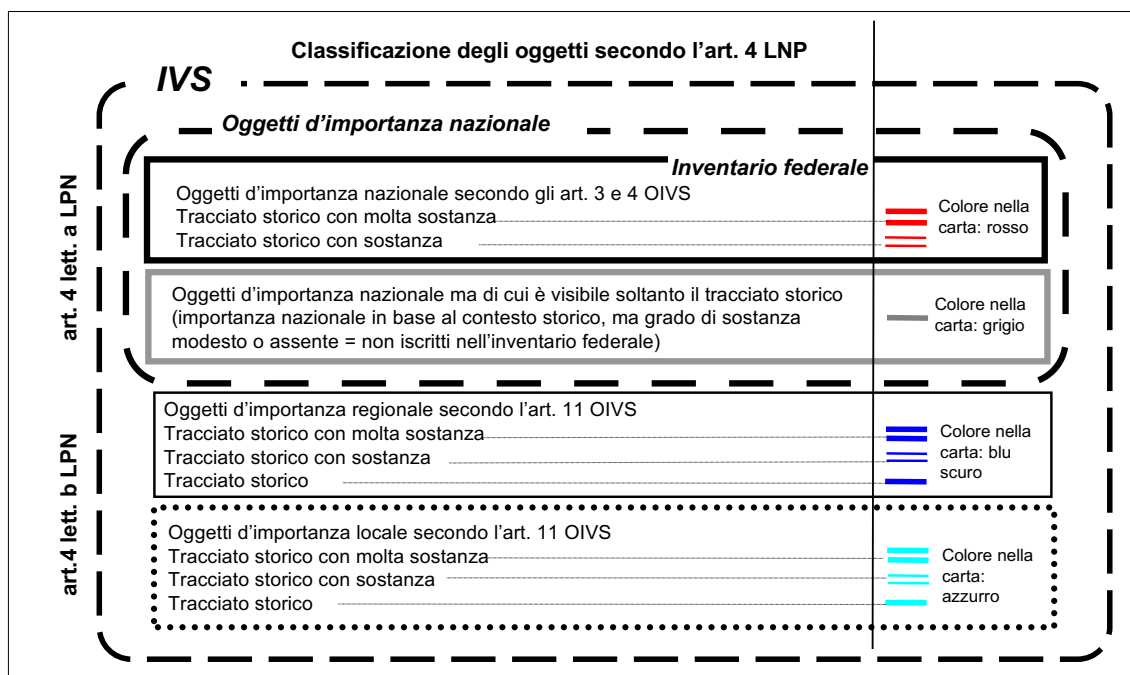 Classificazione degli oggetti secondo l'art. 4 LNP
IVS
Oggetti d'importanza nazionale
Inventario federale
art. 4 lett. a LPN
Oggetti d'importanza nazionale secondo gli art. 3 e 4 OIVS
Tracciato storico con molta sostanza
Tracciato storico con sostanza
Colore nella
carta: rosso
Oggetti d'importanza nazionale ma di cui è visibile soltanto il tracciato storico
(importanza nazionale in base al contesto storico, ma grado di sostanza
modesto o assente = non iscritti nell'inventario federale)
Colore nella
carta: grigio
art.4 lett. b LPN
Oggetti d'importanza regionale secondo l'art. 11 OIVS
Tracciato storico con molta sostanza
Tracciato storico con sostanza
Tracciato storico
Colore nella
carta: blu
scuro
Oggetti d'importanza locale secondo l'art. 11 OIVS
Tracciato storico con molta sostanza
Tracciato storico con sostanza
Tracciato storico
Colore nella
carta:
azzurro